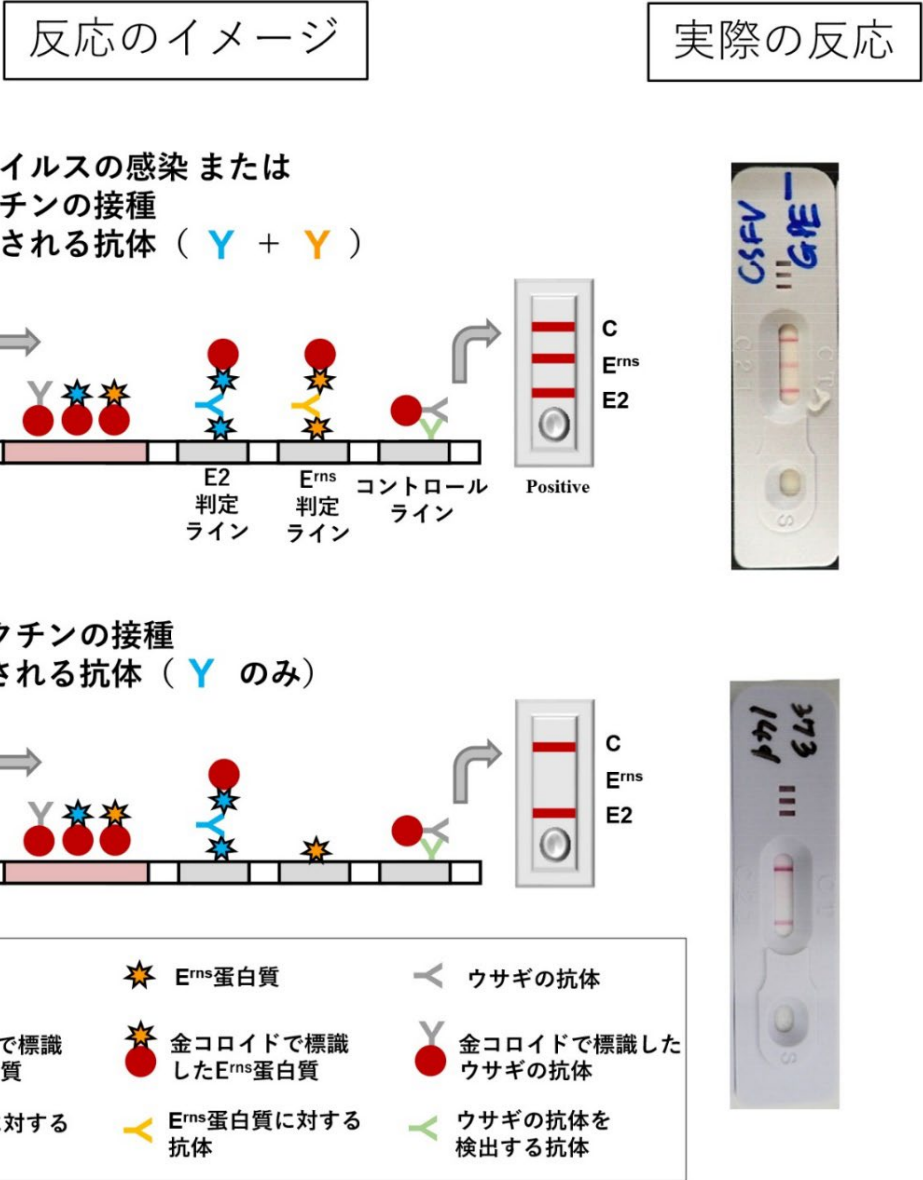 反応のイメージ
実際の反応
イルスの感染 または
チンの接種
される抗体（ Y + Y ）
CSFV
GPE－
C
Erns
E2
E2
判定
ライン
Erns
判定
ライン
コントロール
ライン
Positive
S
クチンの接種
される抗体（ Y のみ）
C
Erns
E2
S
Erns蛋白質
ウサギの抗体
で標識
質
金コロイドで標識
したErns蛋白質
金コロイドで標識した
ウサギの抗体
に対する
Erns蛋白質に対する
抗体
ウサギの抗体を
検出する抗体